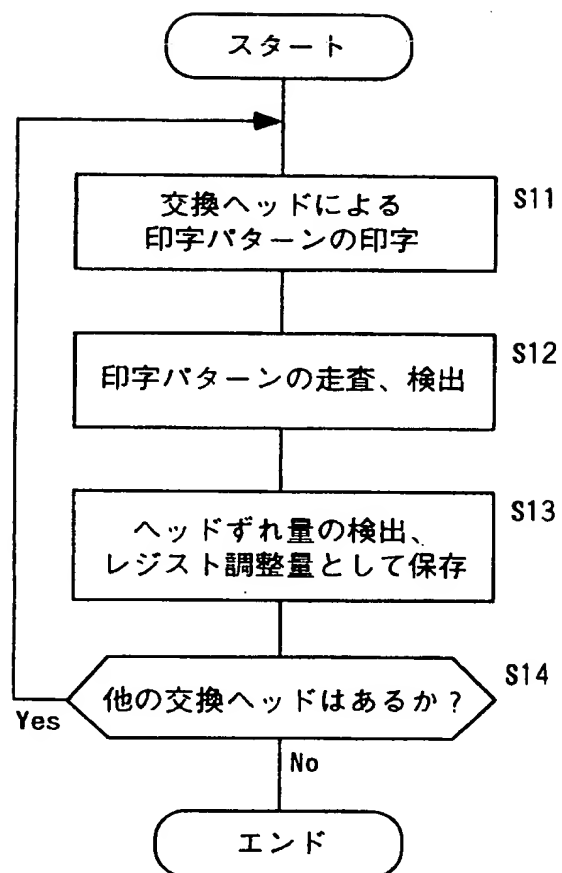 スタート
交換ヘッドによる
印字パターンの印字
S11
印字パターンの走査、検出
S12
ヘッドずれ量の検出、
レジスト調整量として保存
S13
他の交換ヘッドはあるか？
S14
Yes
No
エンド